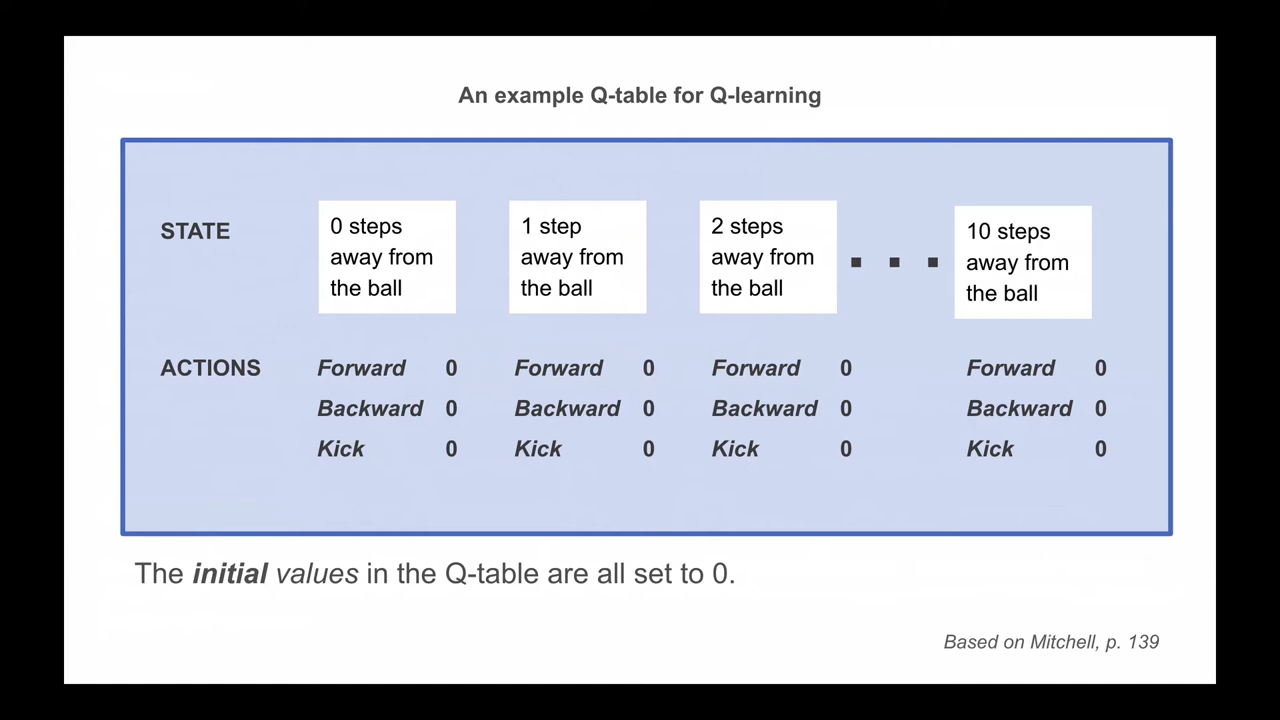 An example Q-table for Q-learning
STATE
0 steps
away from
the ball
1 step
away from
the ball
2 steps
away from
the ball
10 steps
away from
the ball
ACTIONS
Forward 0
Backward 0
Kick 0
Forward 0
Backward 0
Kick 0
Forward 0
Backward 0
Kick 0
Forward 0
Backward 0
Kick 0
The initial values in the Q-table are all set to 0.
Based on Mitchell, p. 139